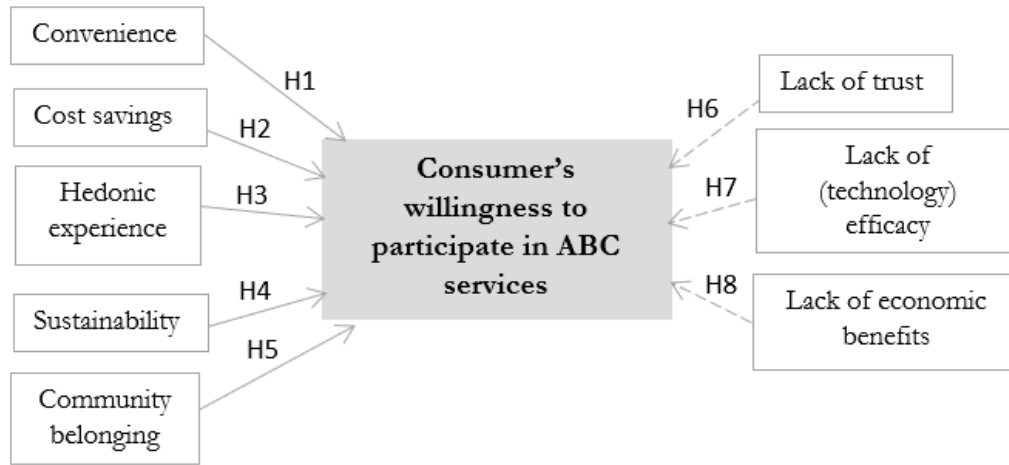 Convenience
H1
Cost savings
H2
Hedonic
experience
H3
Sustainability
H4
Community
belonging
H5
Consumer’s
willingness to
participate in ABC
services
Lack of trust
H6
Lack of
(technology)
efficacy
H7
Lack of economic
benefits
H8